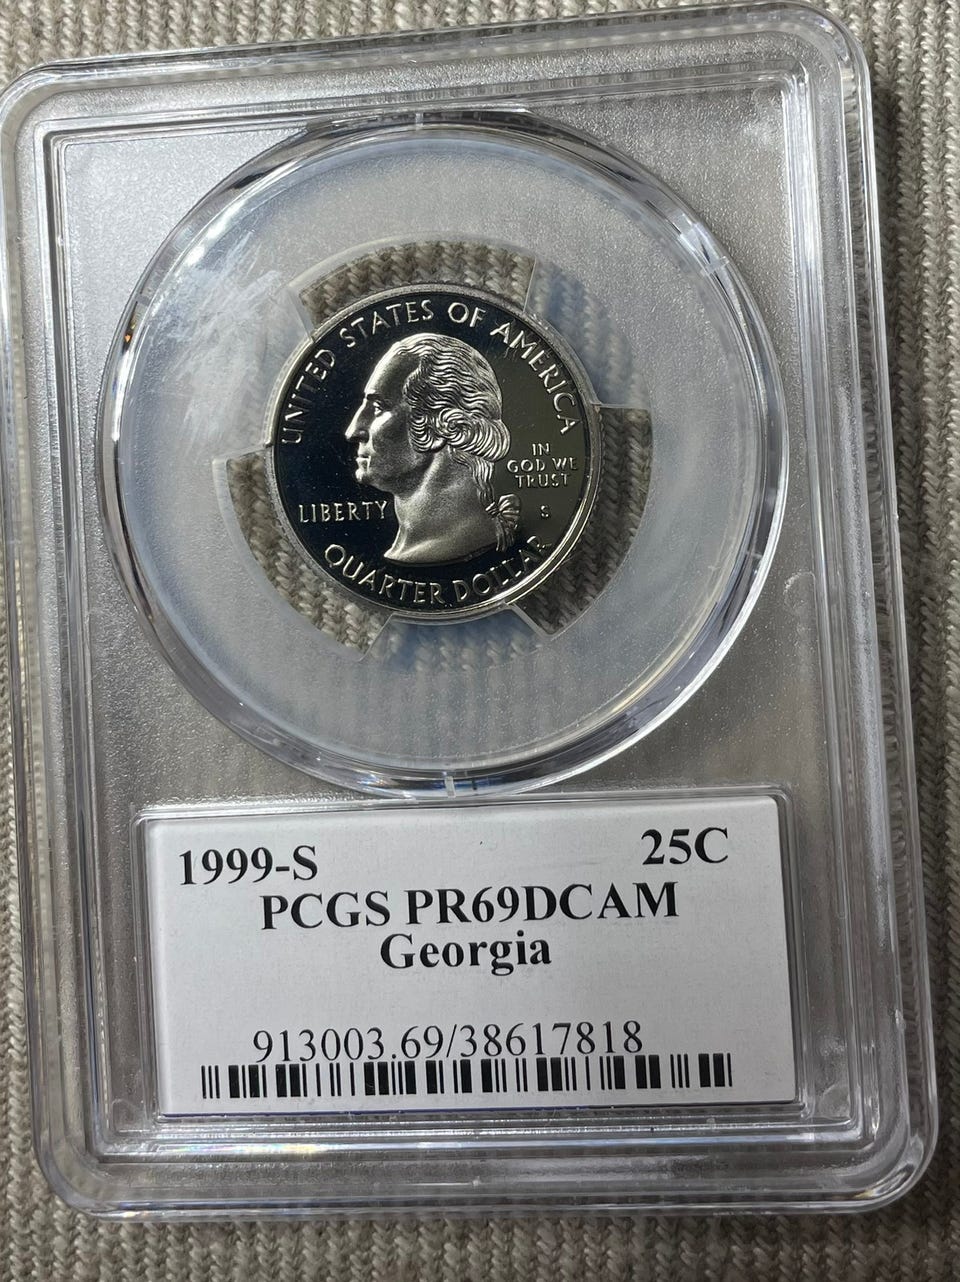 UNITED STATES OF AMERICA
IN
GOD WE
TRUST
LIBERTY
S
QUARTER DOLLAR
1999-S 25C
PCGS PR69DCAM
Georgia
913003.69/38617818